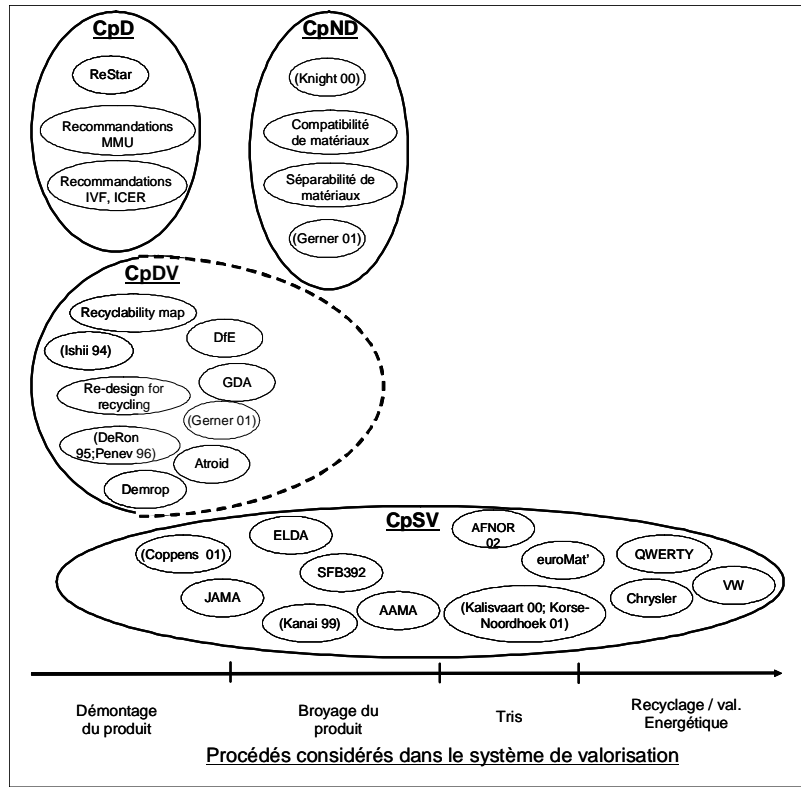 CpD
ReStar
Recommandations
MMU
Recommandations
IVF, ICER
CpND
(Knight 00)
Compatibilité
de matériaux
Séparabilité de
matériaux
(Gerner 01)
CpDV
Recyclability map
DfE
(Ishii 94)
GDA
Re-design for
recycling
(Gerner 01)
(DeRon
95;Penev 96)
Atroid
Demrop
CpSV
ELDA
AFNOR
02
(Coppens 01)
euroMat'
QWERTY
SFB392
VW
JAMA
Chrysler
AAMA
(Kanai 99)
(Kalisvaart 00; Korse-
Noordhoek 01)
Démontage
du produit
Broyage du
produit
Tris
Recyclage / val.
Energétique
Procédés considérés dans le système de valorisation